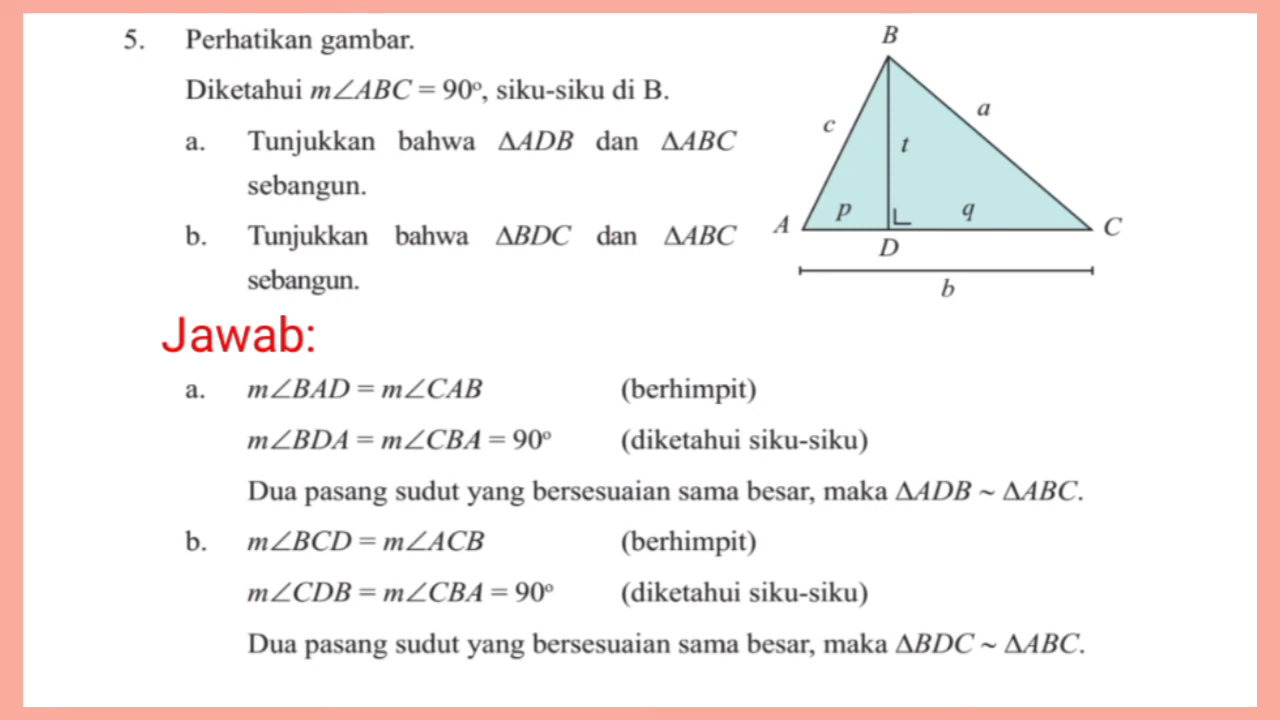 5. Perhatikan gambar.
Diketahui m∠ABC = 90°, siku-siku di B.
a. Tunjukkan bahwa ΔADB dan ΔABC
sebangun.
b. Tunjukkan bahwa ΔBDC dan ΔABC
sebangun.
B
c
a
t
p
q
A
D
C
b
Jawab:
a. m∠BAD = m∠CAB (berhimpit)
m∠BDA = m∠CBA = 90° (diketahui siku-siku)
Dua pasang sudut yang bersesuaian sama besar, maka ΔADB ~ ΔABC.
b. m∠BCD = m∠ACB (berhimpit)
m∠CDB = m∠CBA = 90° (diketahui siku-siku)
Dua pasang sudut yang bersesuaian sama besar, maka ΔBDC ~ ΔABC.